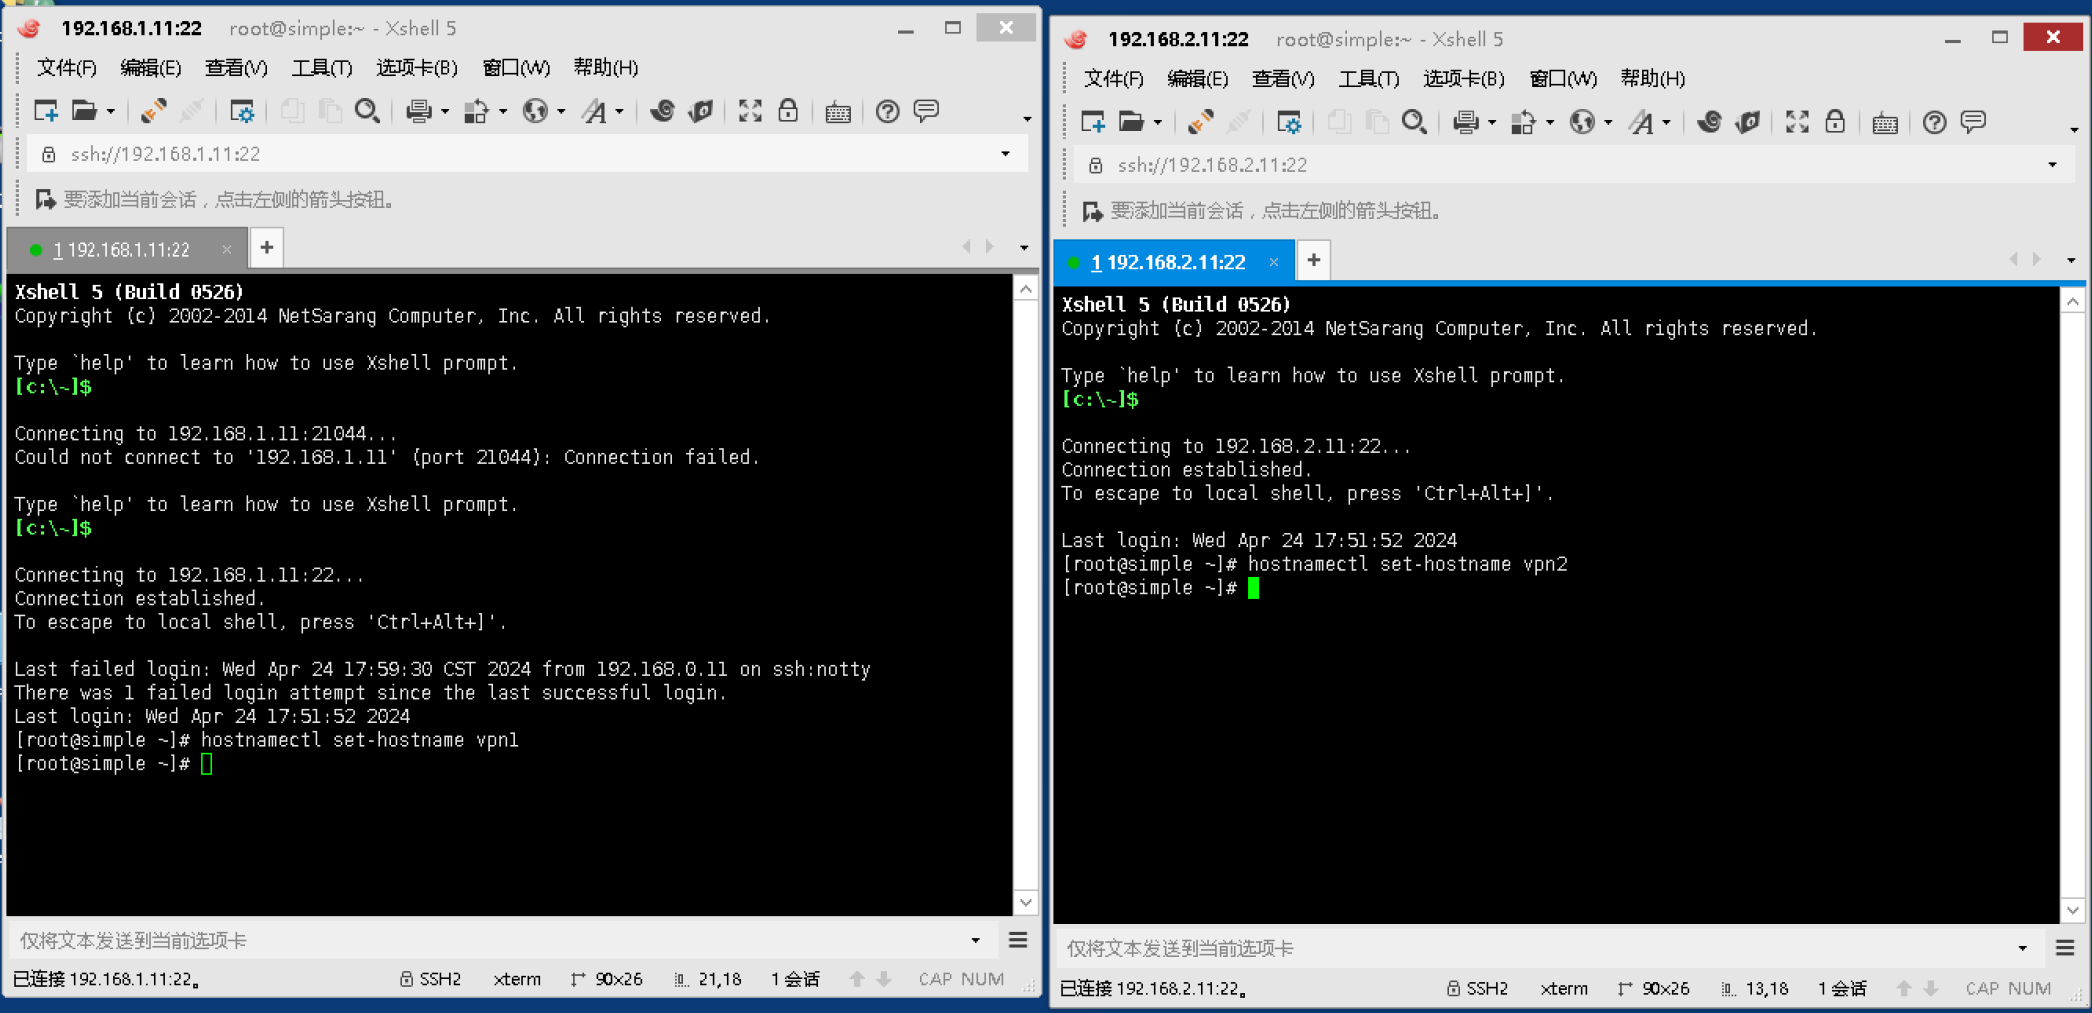 192.168.1.11:22 root@simple:~ - Xshell 5
文件(F) 编辑(E) 查看(V) 工具(T) 选项卡(B) 窗口(W) 帮助(H)
ssh://192.168.1.11:22
要添加当前会话，点击左侧的箭头按钮。
1 192.168.1.11:22 × +
Xshell 5 (Build 0526)
Copyright (c) 2002-2014 NetSarang Computer, Inc. All rights reserved.
Type `help' to learn how to use Xshell prompt.
[c:\~]$
Connecting to 192.168.1.11:21044...
Could not connect to '192.168.1.11' (port 21044): Connection failed.
Type `help' to learn how to use Xshell prompt.
[c:\~]$
Connecting to 192.168.1.11:22...
Connection established.
To escape to local shell, press 'Ctrl+Alt+]'.
Last failed login: Wed Apr 24 17:59:30 CST 2024 from 192.168.0.11 on ssh:notty
There was 1 failed login attempt since the last successful login.
Last login: Wed Apr 24 17:51:52 2024
[root@simple ~]# hostnamectl set-hostname vpn1
[root@simple ~]#
仅将文本发送到当前选项卡
已连接 192.168.1.11:22。 SSH2 xterm 90x26 21,18 1 会话 CAP NUM
192.168.2.11:22 root@simple:~ - Xshell 5
文件(F) 编辑(E) 查看(V) 工具(T) 选项卡(B) 窗口(W) 帮助(H)
ssh://192.168.2.11:22
要添加当前会话，点击左侧的箭头按钮。
1 192.168.2.11:22 × +
Xshell 5 (Build 0526)
Copyright (c) 2002-2014 NetSarang Computer, Inc. All rights reserved.
Type `help' to learn how to use Xshell prompt.
[c:\~]$
Connecting to 192.168.2.11:22...
Connection established.
To escape to local shell, press 'Ctrl+Alt+]'.
Last login: Wed Apr 24 17:51:52 2024
[root@simple ~]# hostnamectl set-hostname vpn2
[root@simple ~]#
仅将文本发送到当前选项卡
已连接 192.168.2.11:22。 SSH2 xterm 90x26 13,18 1 会话 CAP NUM